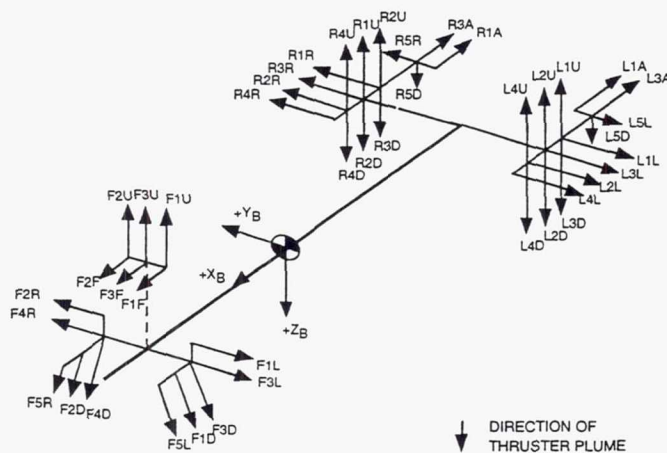 R2U
R1U
R4U
R3A
R5R
R1A
R1R
R3R
R2R
R4R
R5D
R3D
R2D
R4D
L1U
L2U
L4U
L1A
L3A
L5L
L5D
L1L
L3L
L2L
L4L
L3D
L2D
L4D
F2U
F3U
F1U
F2F
F3F
F1F
F2R
F4R
+YB
+XB
+ZB
F1L
F3L
F5R
F2D
F4D
F3D
F1D
F5L
DIRECTION OF
THRUSTER PLUME